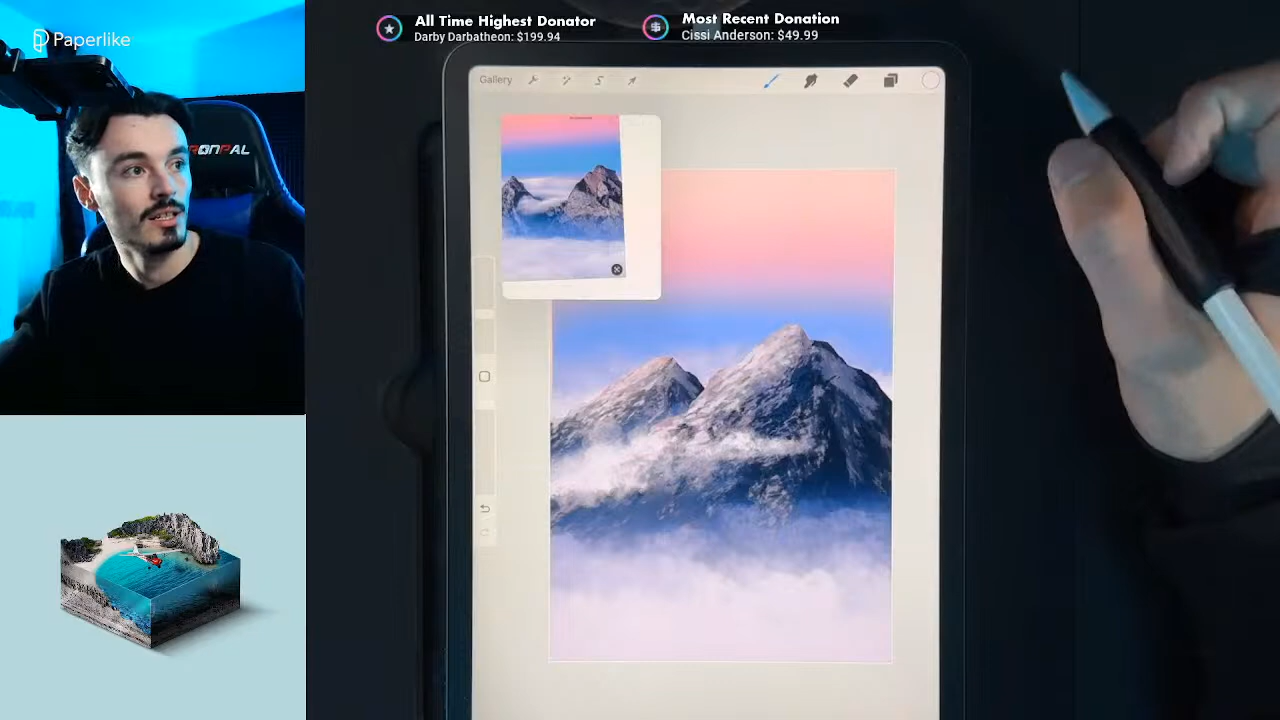 Paperlike
All Time Highest Donator
Darby Darbatheon: $199.94
Most Recent Donation
Cissi Anderson: $49.99
Gallery